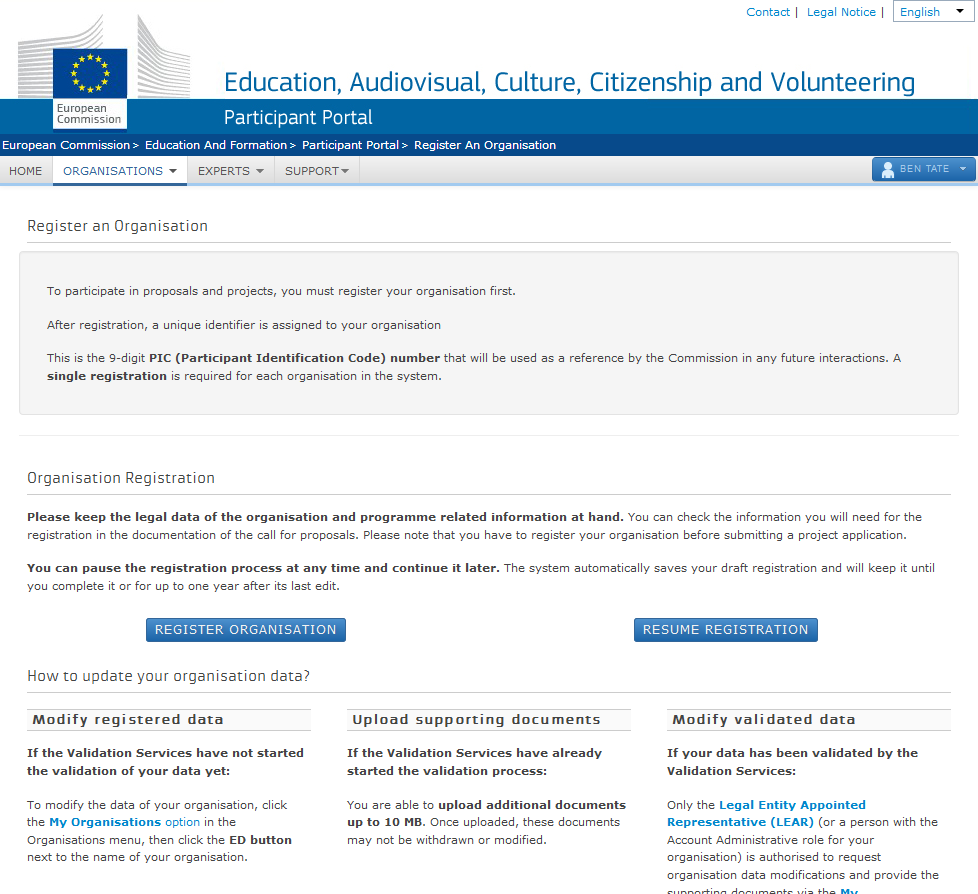 Contact | Legal Notice | English
Education, Audiovisual, Culture, Citizenship and Volunteering
European
Commission
Participant Portal
European Commission > Education And Formation > Participant Portal > Register An Organisation
HOME ORGANISATIONS EXPERTS SUPPORT BEN TATE
Register an Organisation
To participate in proposals and projects, you must register your organisation first.
After registration, a unique identifier is assigned to your organisation
This is the 9-digit PIC (Participant Identification Code) number that will be used as a reference by the Commission in any future interactions. A
single registration is required for each organisation in the system.
Organisation Registration
Please keep the legal data of the organisation and programme related information at hand. You can check the information you will need for the
registration in the documentation of the call for proposals. Please note that you have to register your organisation before submitting a project application.
You can pause the registration process at any time and continue it later. The system automatically saves your draft registration and will keep it until
you complete it or for up to one year after its last edit.
REGISTER ORGANISATION RESUME REGISTRATION
How to update your organisation data?
Modify registered data
If the Validation Services have not started
the validation of your data yet:
To modify the data of your organisation, click
the My Organisations option in the
Organisations menu, then click the ED button
next to the name of your organisation.
Upload supporting documents
If the Validation Services have already
started the validation process:
You are able to upload additional documents
up to 10 MB. Once uploaded, these documents
may not be withdrawn or modified.
Modify validated data
If your data has been validated by the
Validation Services:
Only the Legal Entity Appointed
Representative (LEAR) (or a person with the
Account Administrative role for your
organisation) is authorised to request
organisation data modifications and provide the
supporting documents via the My